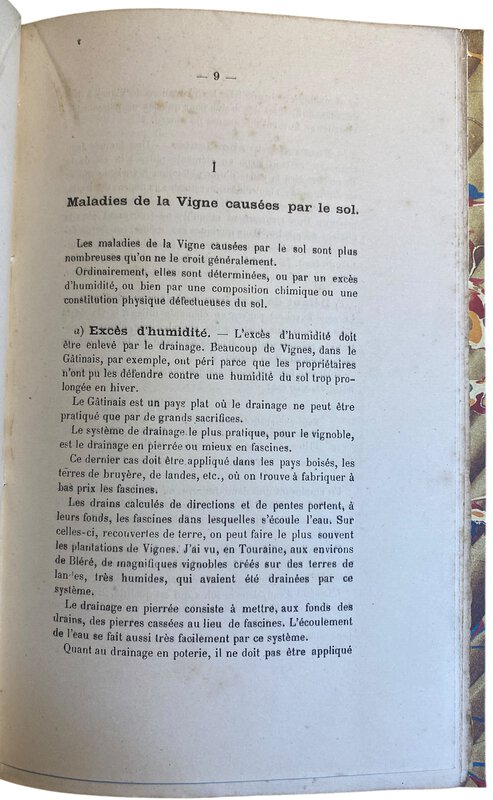 — 9 —
I
Maladies de la Vigne causées par le sol.
Les maladies de la Vigne causées par le sol sont plus
nombreuses qu'on ne le croit généralement.
Ordinairement, elles sont déterminées, ou par un excès
d'humidité, ou bien par une composition chimique ou une
constitution physique défectueuses du sol.
a) Excès d'humidité. — L'excès d'humidité doit
être enlevé par le drainage. Beaucoup de Vignes, dans le
Gâtinais, par exemple, ont péri parce que les propriétaires
n'ont pu les défendre contre une humidité du sol trop pro-
longée en hiver.
Le Gâtinais est un pays plat où le drainage ne peut être
pratiqué que par de grands sacrifices.
Le système de drainage le plus pratique, pour le vignoble,
est le drainage en pierrée ou mieux en fascines.
Ce dernier cas doit être appliqué dans les pays boisés, les
terres de bruyère, de landes, etc., où on trouve à fabriquer à
bas prix les fascines.
Les drains calculés de directions et de pentes portent, à
leurs fonds, les fascines dans lesquelles s'écoule l'eau. Sur
celles-ci, recouvertes de terre, on peut faire le plus souvent
les plantations de Vignes. J'ai vu, en Touraine, aux environs
de Bléré, de magnifiques vignobles créés sur des terres de
landes, très humides, qui avaient été drainées par ce
système.
Le drainage en pierrée consiste à mettre, aux fonds des
drains, des pierres cassées au lieu de fascines. L'écoulement
de l'eau se fait aussi très facilement par ce système.
Quant au drainage en poterie, il ne doit pas être appliqué